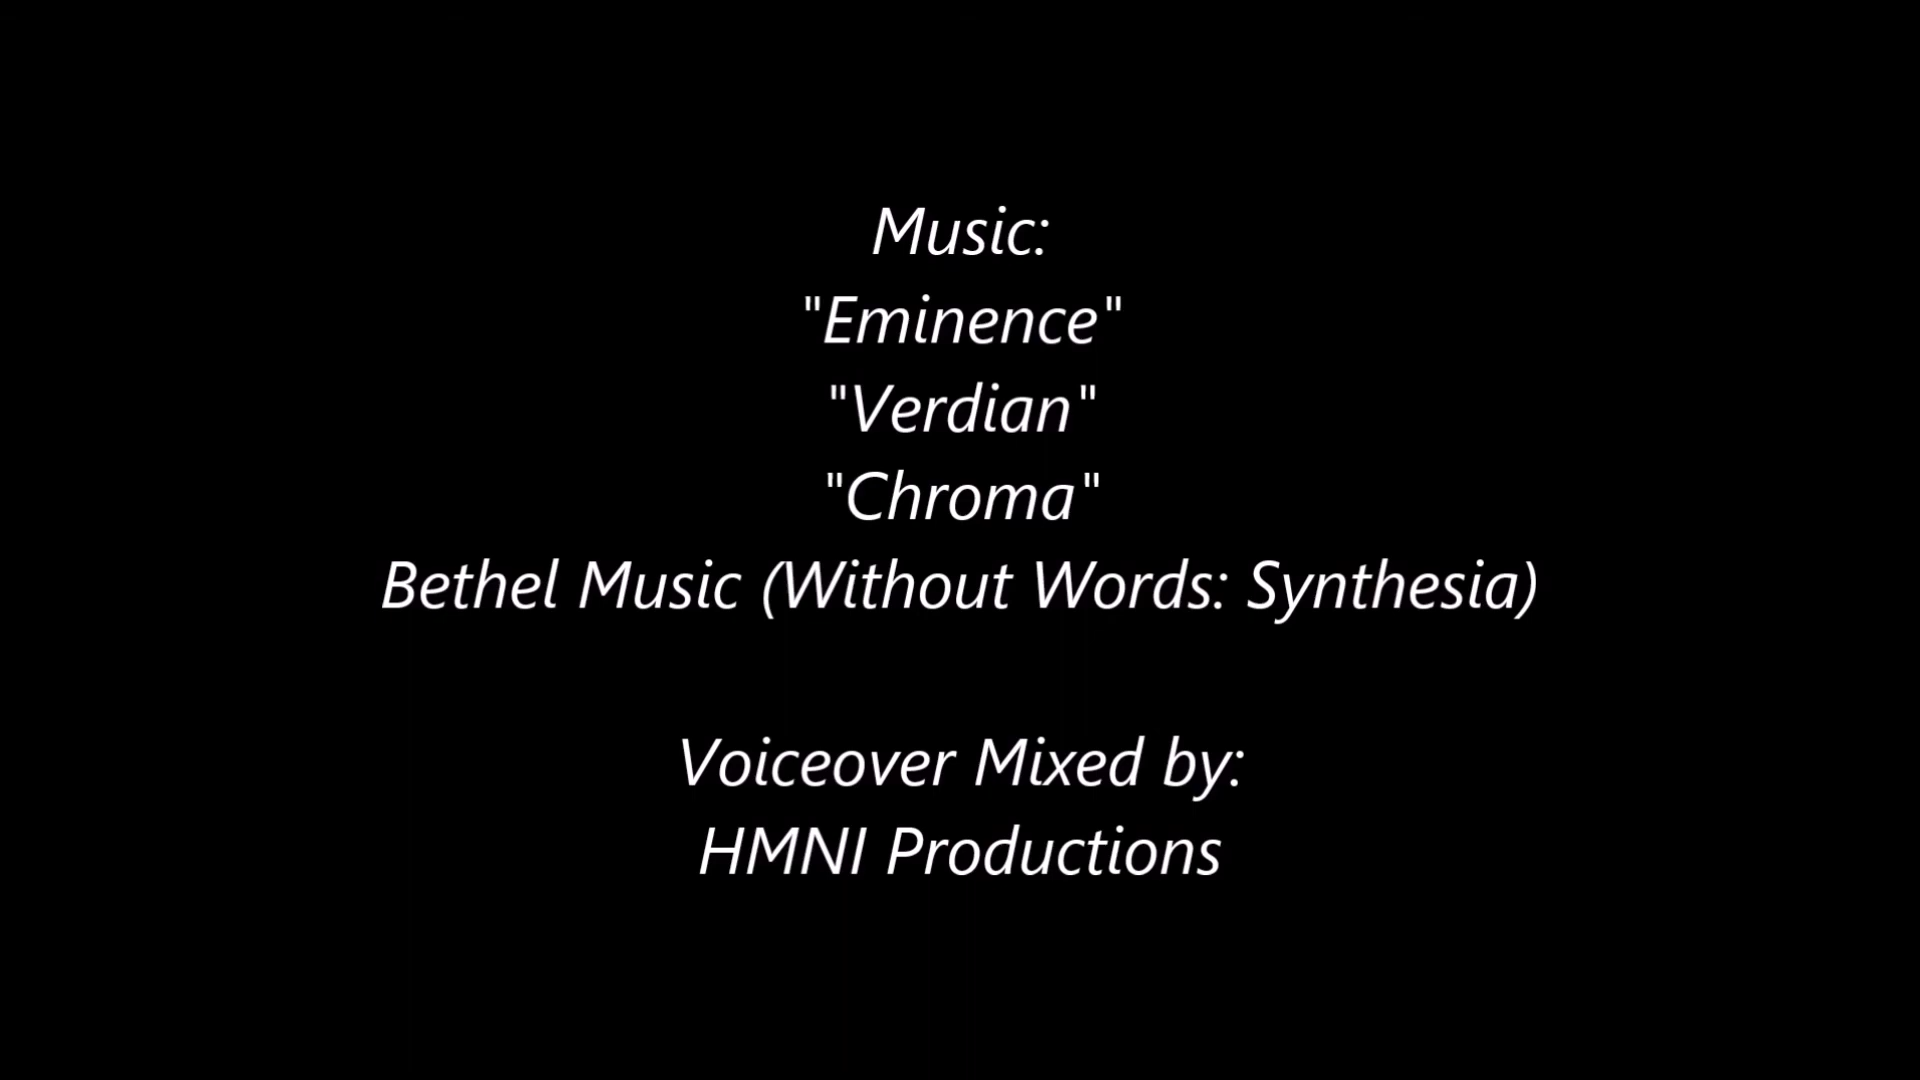 Music:
"Eminence"
"Verdian"
"Chroma"
Bethel Music (Without Words: Synthesia)
Voiceover Mixed by:
HMNI Productions